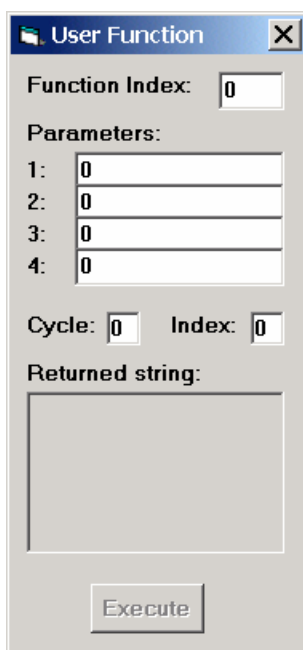 User Function
Function Index: 0
Parameters:
1: 0
2: 0
3: 0
4: 0
Cycle: 0 Index: 0
Returned string:
Execute